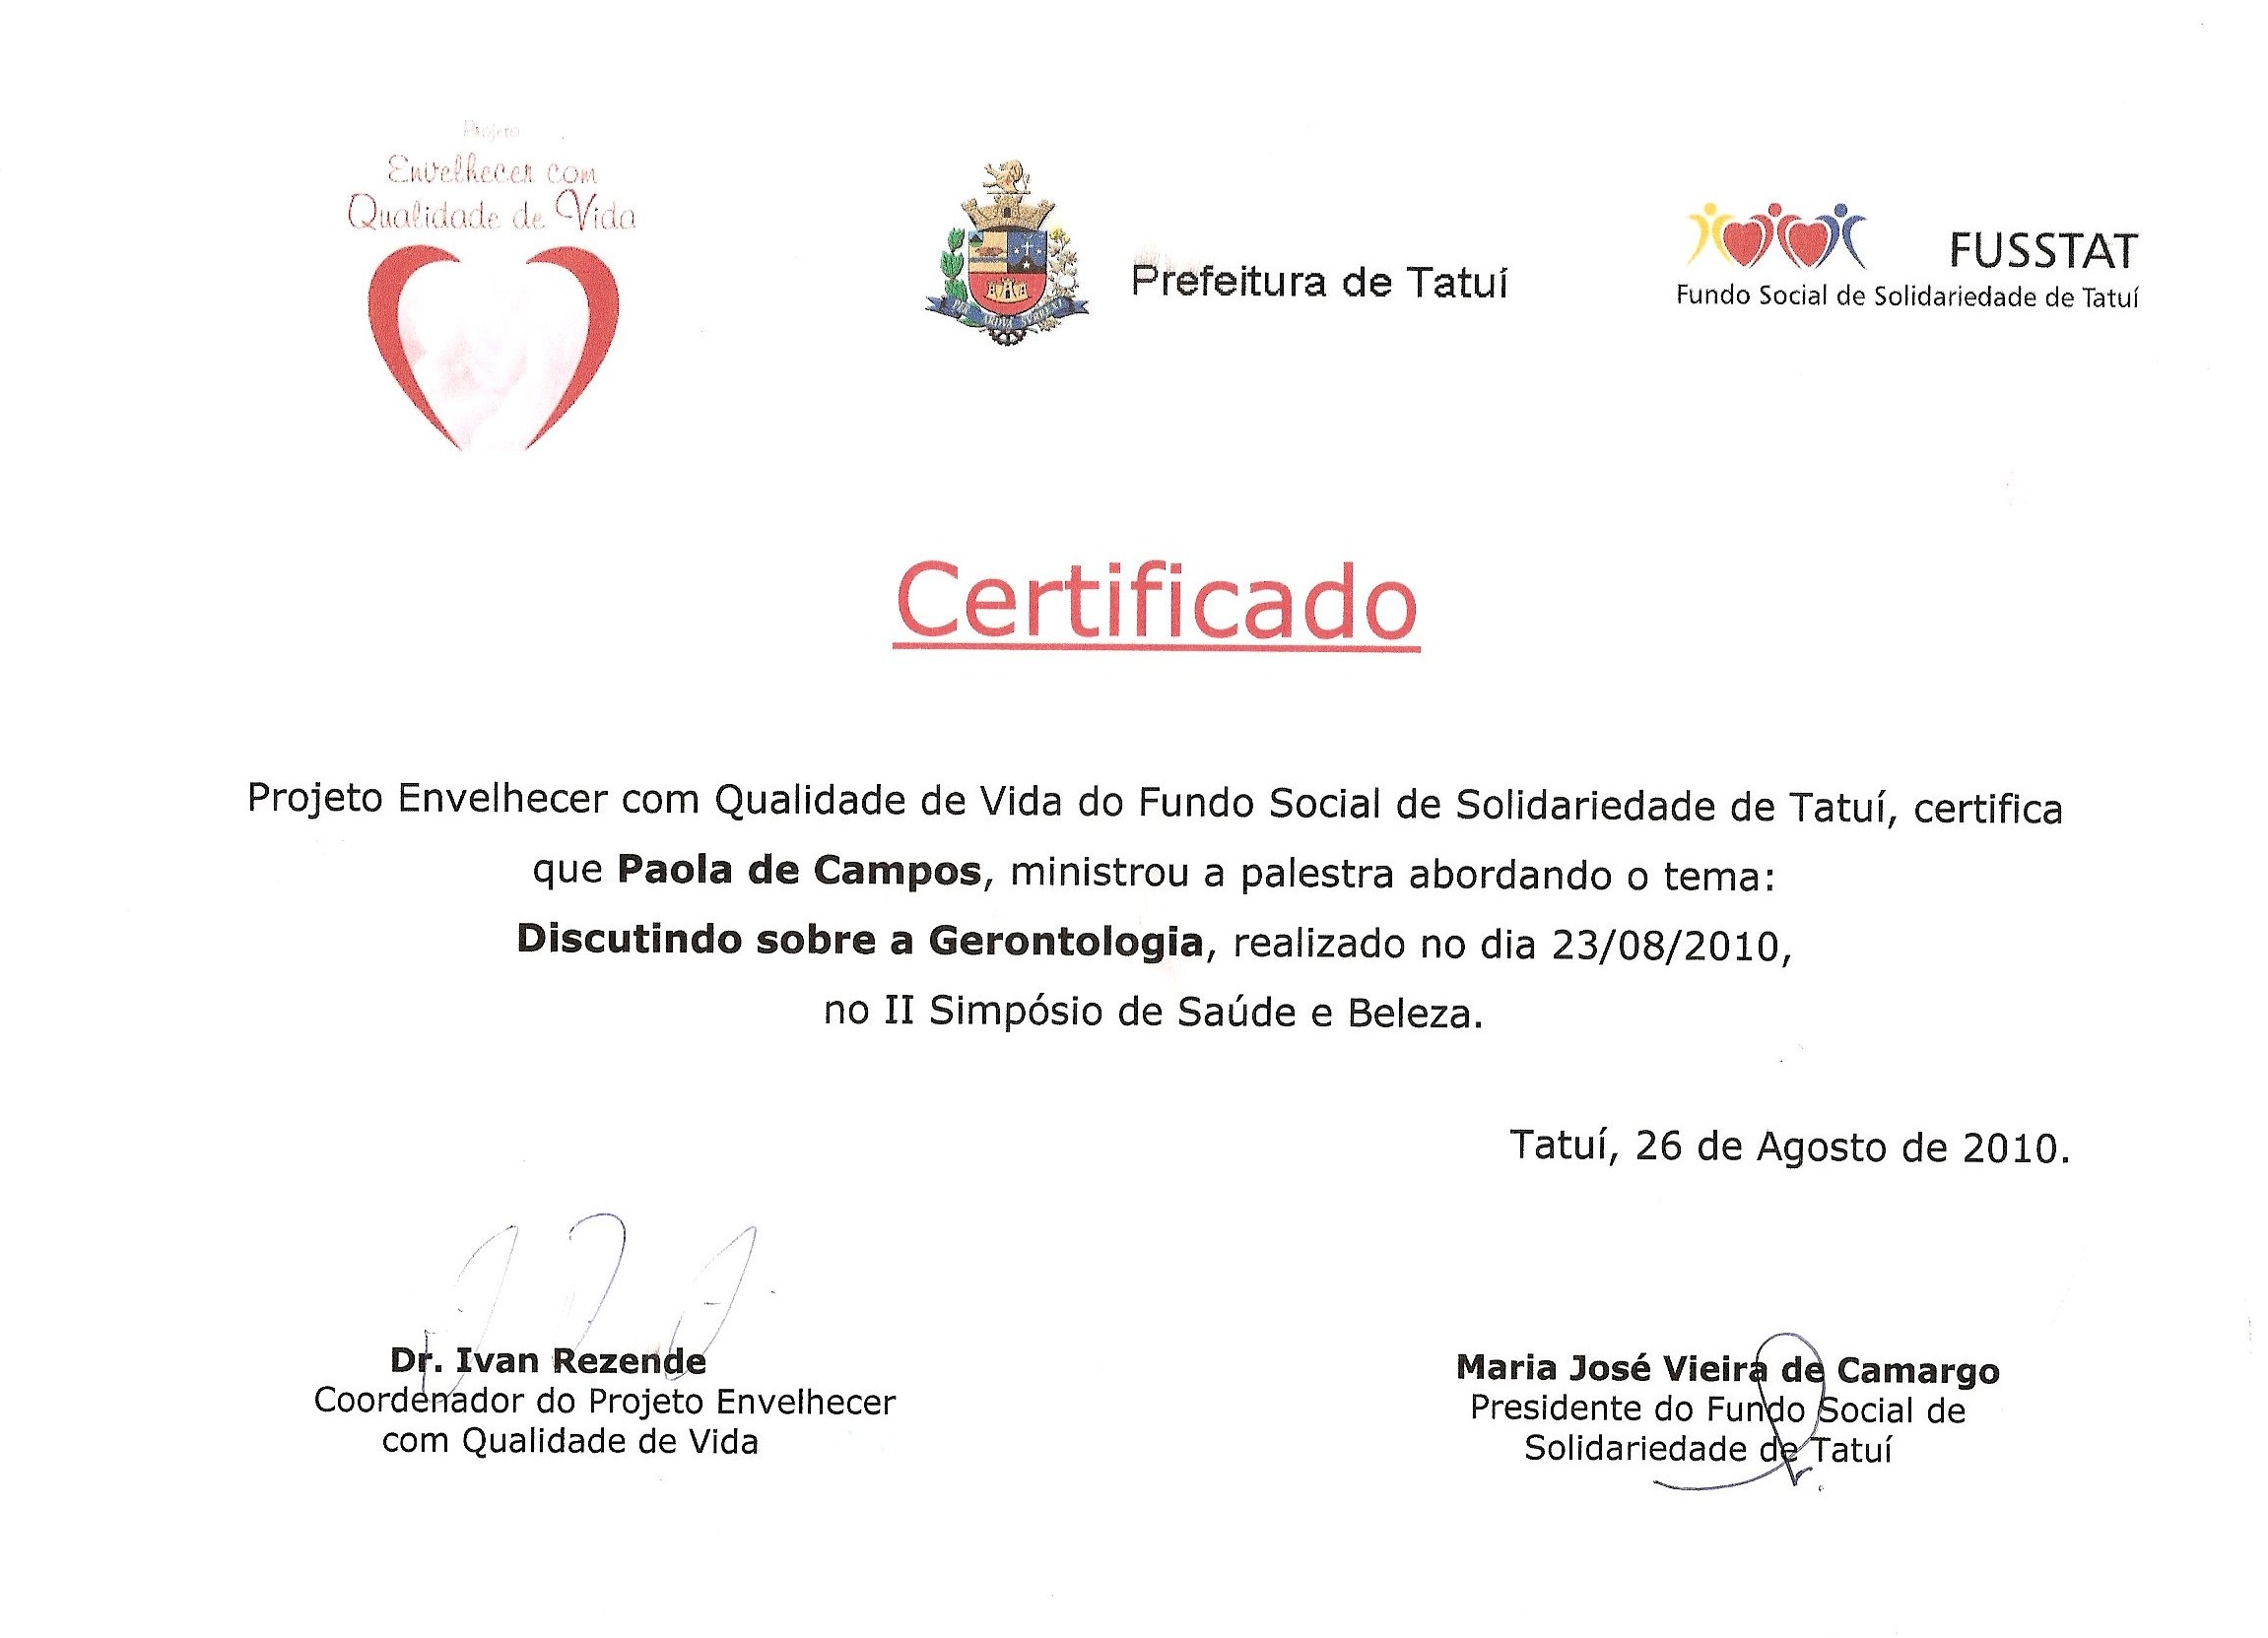 Projeto
Envelhecer com
Qualidade de Vida
Prefeitura de Tatuí
FUSSTAT
Fundo Social de Solidariedade de Tatuí
Certificado
Projeto Envelhecer com Qualidade de Vida do Fundo Social de Solidariedade de Tatuí, certifica
que Paola de Campos, ministrou a palestra abordando o tema:
Discutindo sobre a Gerontologia, realizado no dia 23/08/2010,
no II Simpósio de Saúde e Beleza.
Tatuí, 26 de Agosto de 2010.
Dr. Ivan Rezende
Coordenador do Projeto Envelhecer
com Qualidade de Vida
Maria José Vieira de Camargo
Presidente do Fundo Social de
Solidariedade de Tatuí